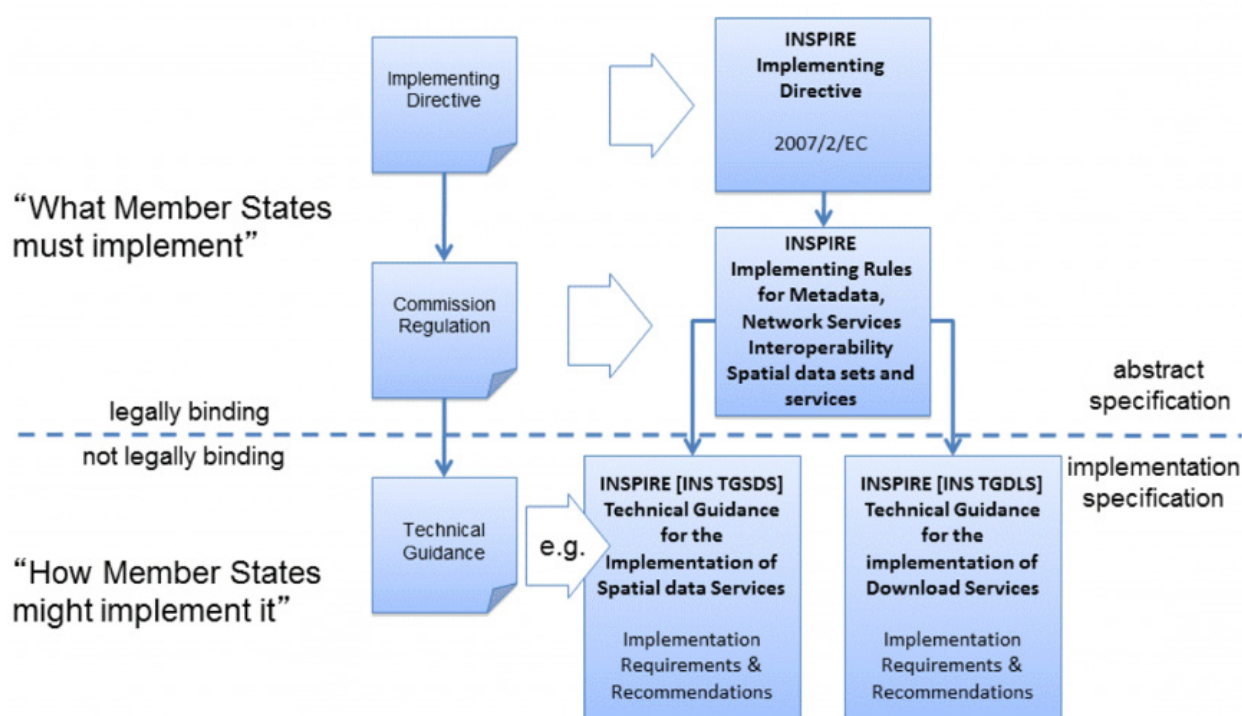 Implementing
Directive
INSPIRE
Implementing
Directive
2007/2/EC
“What Member States
must implement”
Commission
Regulation
INSPIRE
Implementing Rules
for Metadata,
Network Services
Interoperability
Spatial data sets and
services
legally binding
abstract
specification
not legally binding
implementation
specification
Technical
Guidance
e.g.
INSPIRE [INS TGSDS]
Technical Guidance
for the
Implementation of
Spatial data Services
Implementation
Requirements &
Recommendations
INSPIRE [INS TGDLS]
Technical Guidance
for the
implementation of
Download Services
Implementation
Requirements &
Recommendations
“How Member States
might implement it”